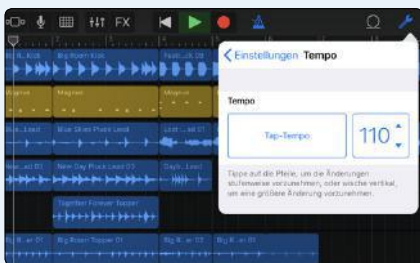 FX
Einstellungen Tempo
Tempo
Tap-Tempo
110
Tippe auf die Pfeile, um die Änderungen
stufenweise vorzunehmen, oder wische vertikal,
um eine größere Änderung vorzunehmen.
Big Room Kick
Magnus
Magnus
Magnus
Blue Skies Pluck Lead
New Day Pluck Lead 03
Together Forever Topper
Big Room Topper 01